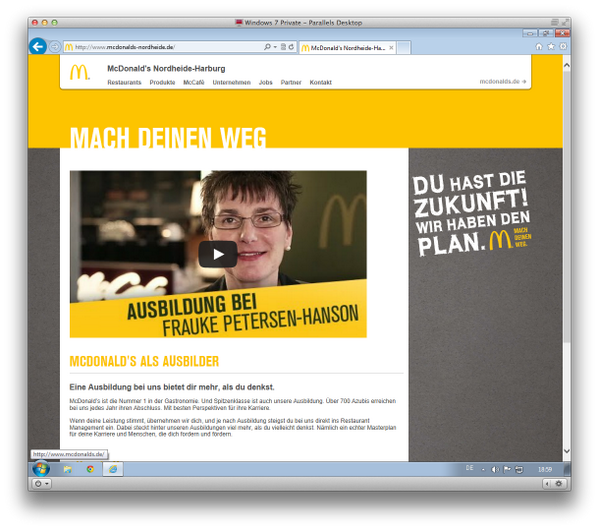 Windows 7 Private – Parallels Desktop
http://www.mcdonalds-nordheide.de/
McDonald's Nordheide-Ha...
McDonald's Nordheide-Harburg
Restaurants Produkte McCafé Unternehmen Jobs Partner Kontakt
mcdonalds.de
MACH DEINEN WEG
AUSBILDUNG BEI
FRAUKE PETERSEN-HANSON
DU HAST DIE
ZUKUNFT!
WIR HABEN DEN
PLAN.
MACH
DEINEN
WEG.
MCDONALD'S ALS AUSBILDER
Eine Ausbildung bei uns bietet dir mehr, als du denkst.
McDonald's ist die Nummer 1 in der Gastronomie. Und Spitzenklasse ist auch unsere Ausbildung. Über 700 Azubis erreichen
bei uns jedes Jahr ihren Abschluss. Mit besten Perspektiven für ihre Karriere.
Wenn deine Leistung stimmt, übernehmen wir dich, und je nach Ausbildung steigst du bei uns direkt ins Restaurant
Management ein. Dabei steckt hinter unseren Ausbildungen viel mehr, als du vielleicht denkst: Nämlich ein echter Masterplan
für deine Karriere und Menschen, die dich fordern und fördern.
http://www.mcdonalds.de/
DE
18:59